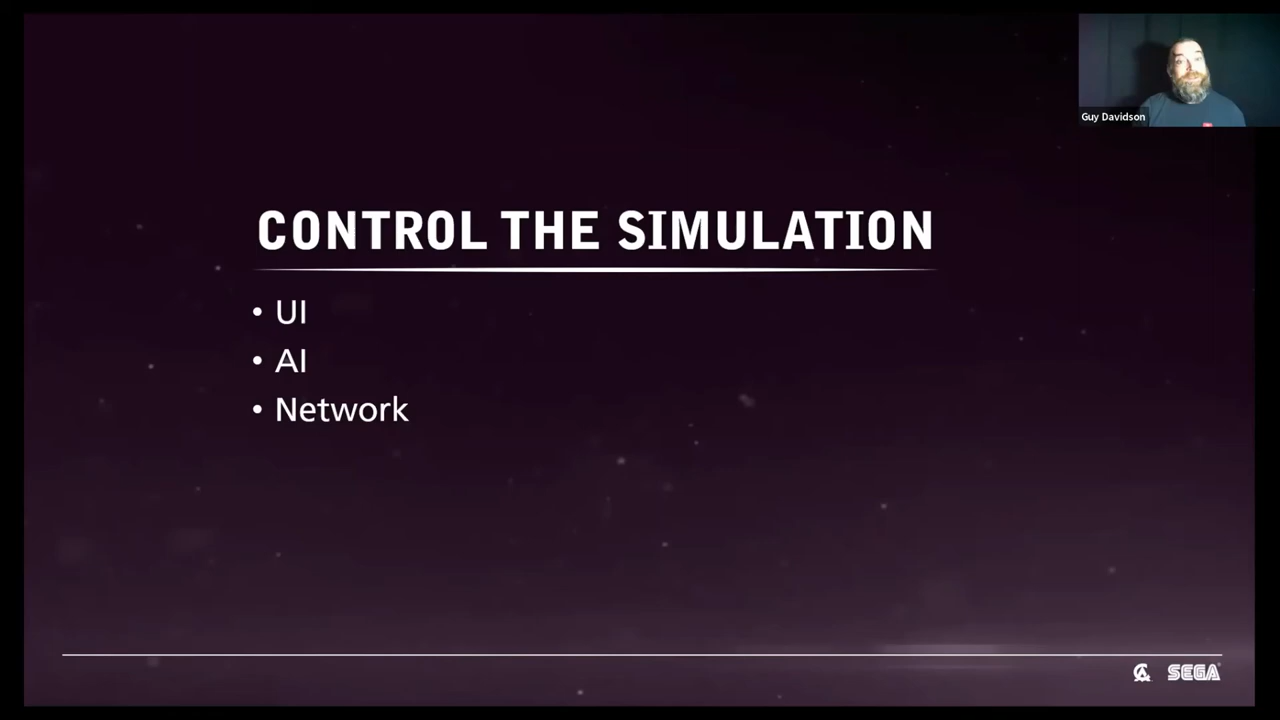 Guy Davidson
CONTROL THE SIMULATION
• UI
• AI
• Network
SEGA